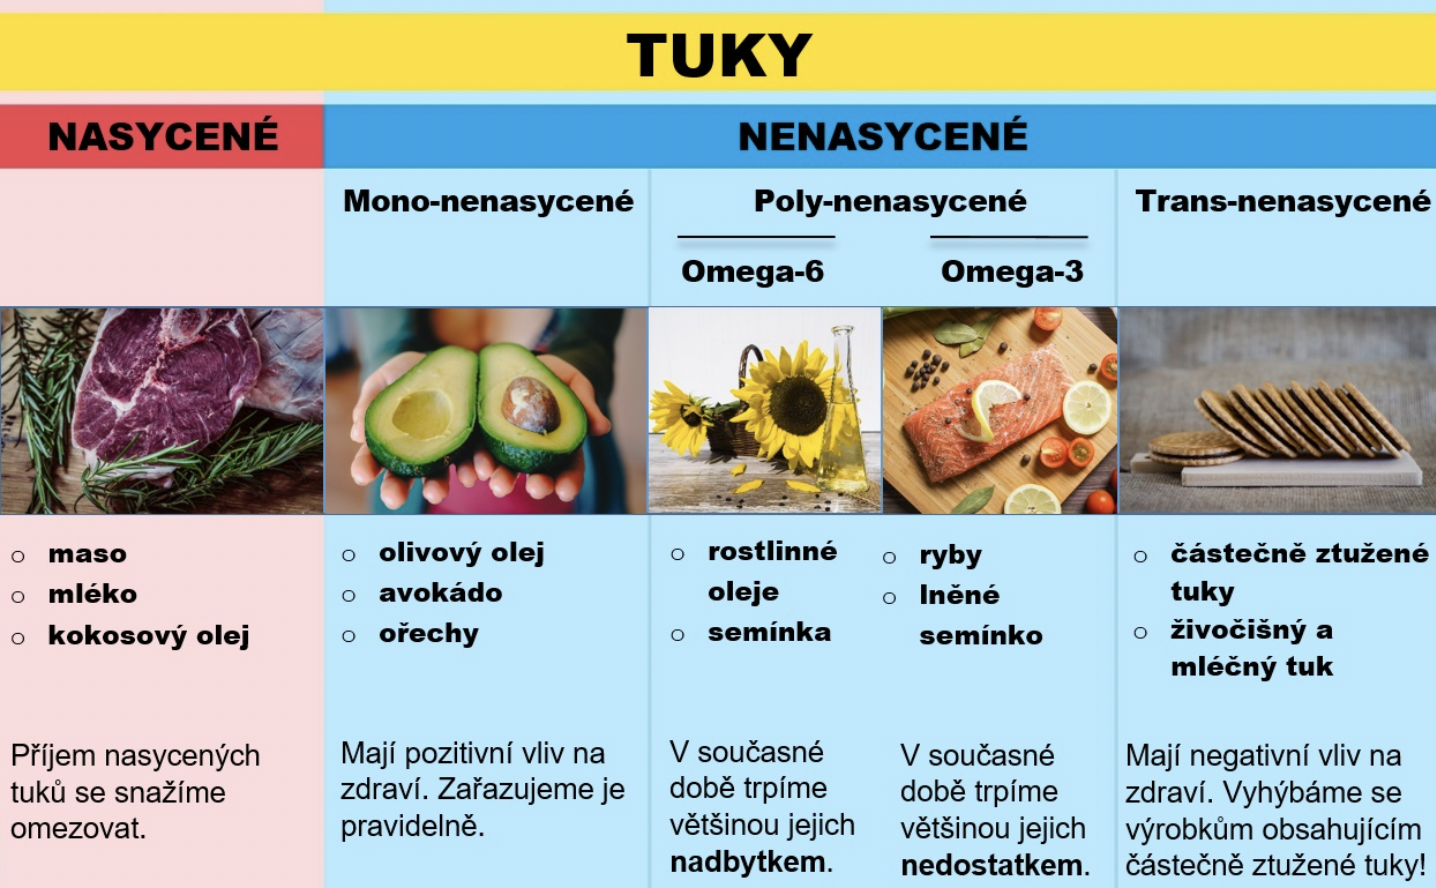 TUKY
NASYCENÉ
NENASYCENÉ
Mono-nenasycené
Poly-nenasycené
Trans-nenasycené
Omega-6
Omega-3
o maso
o mléko
o kokosový olej
Příjem nasycených
tuků se snažíme
omezovat.
o olivový olej
o avokádo
o ořechy
Mají pozitivní vliv na
zdraví. Zařazujeme je
pravidelně.
o rostlinné
oleje
o semínka
V současné
době trpíme
většinou jejich
nadbytkem.
o ryby
o lněné
semínko
V současné
době trpíme
většinou jejich
nedostatkem.
o částečně ztužené
tuky
o živočišný a
mléčný tuk
Mají negativní vliv na
zdraví. Vyhýbáme se
výrobkům obsahujícím
částečně ztužené tuky!